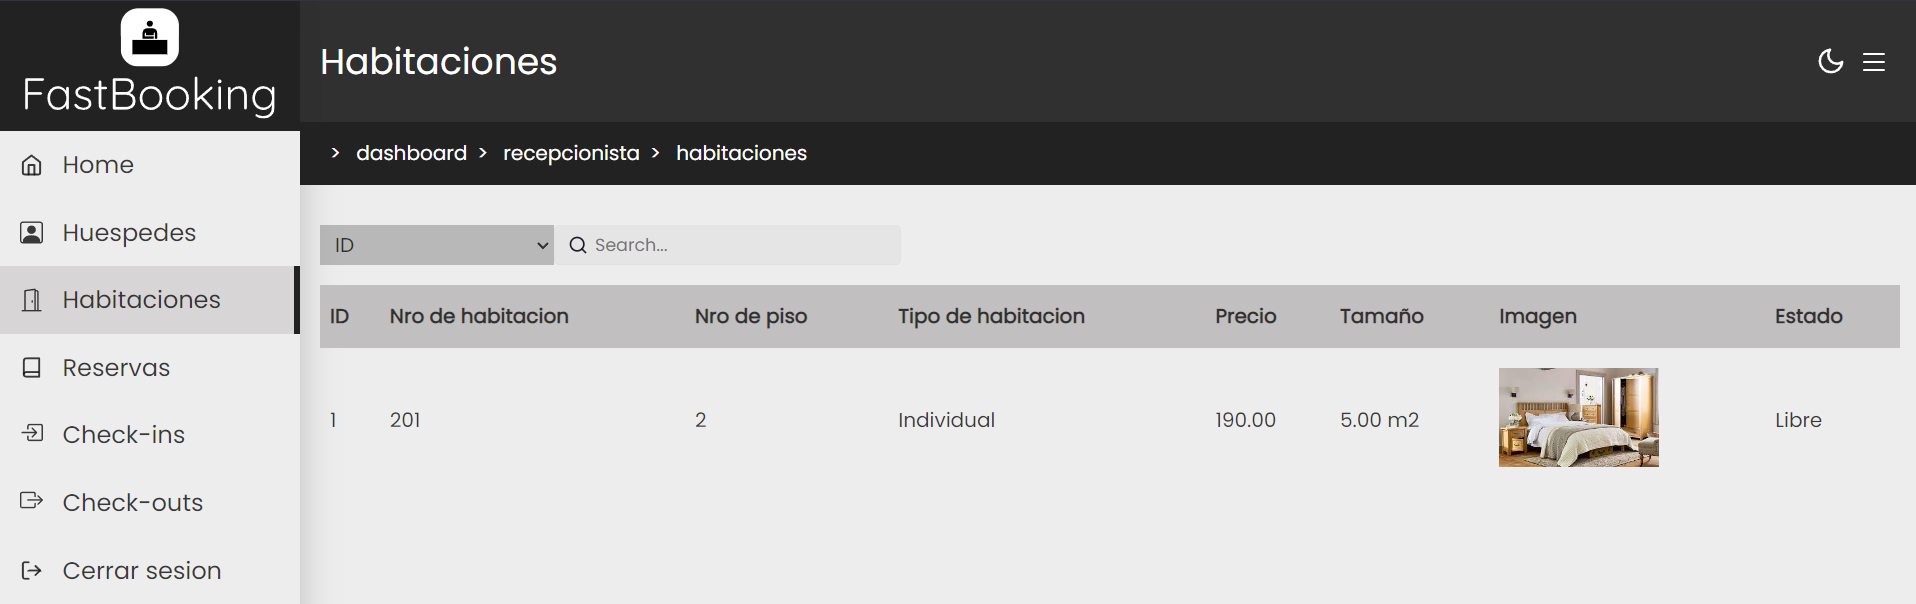 FastBooking
Home
Huespedes
Habitaciones
Reservas
Check-ins
Check-outs
Cerrar sesion
Habitaciones
> dashboard > recepcionista > habitaciones
ID Search...
ID Nro de habitacion Nro de piso Tipo de habitacion Precio Tamaño Imagen Estado
1 201 2 Individual 190.00 5.00 m2 Libre